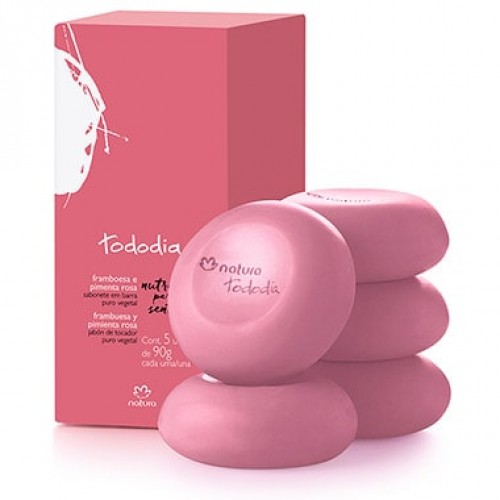 tododia
framboesa e
pimenta rosa
sabonete em barra
puro vegetal
frambuesa y
pimienta rosa
jabón de tocador
puro vegetal
Cont. 5 u
de 90g
cada uma/una
natura
natura
tododia